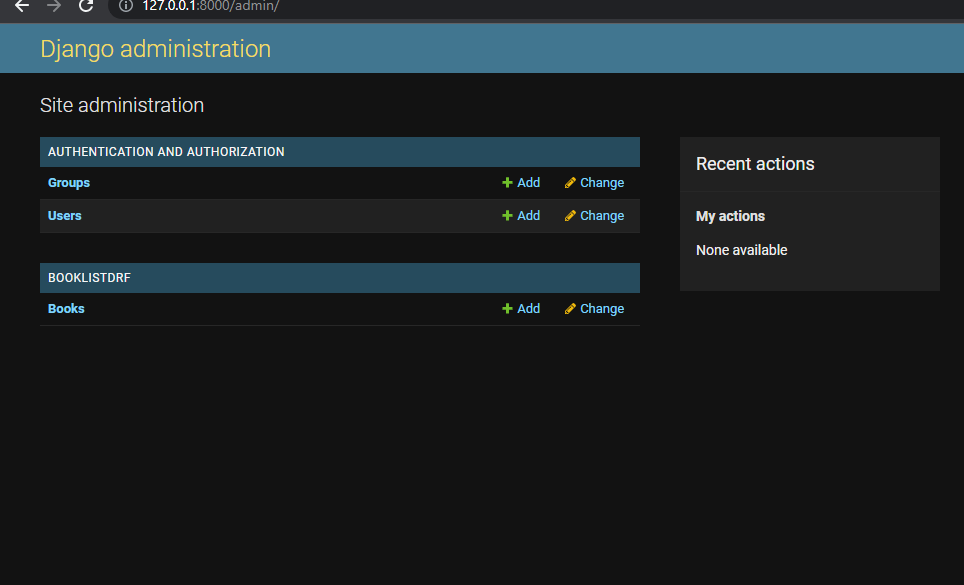 127.0.0.1:8000/admin/
Django administration
Site administration
AUTHENTICATION AND AUTHORIZATION
Groups Add Change
Users Add Change
BOOKLISTDRF
Books Add Change
Recent actions
My actions
None available